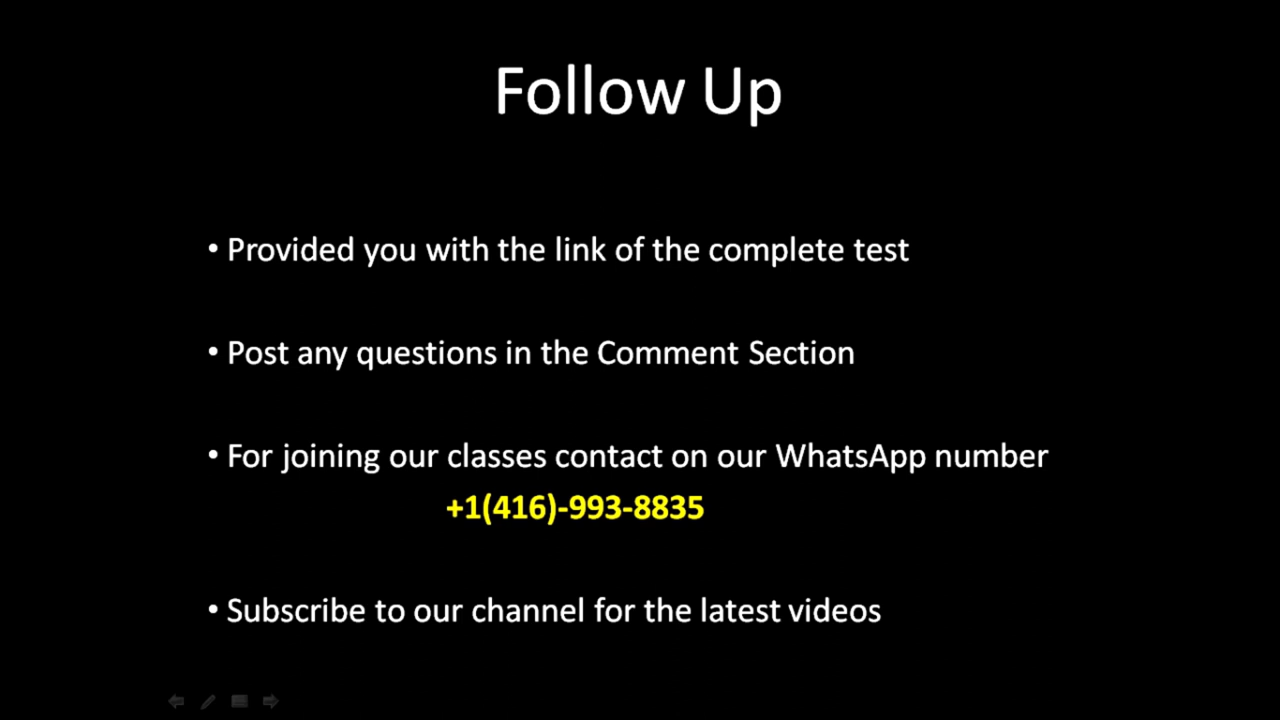 Follow Up
• Provided you with the link of the complete test
• Post any questions in the Comment Section
• For joining our classes contact on our WhatsApp number
+1(416)-993-8835
• Subscribe to our channel for the latest videos